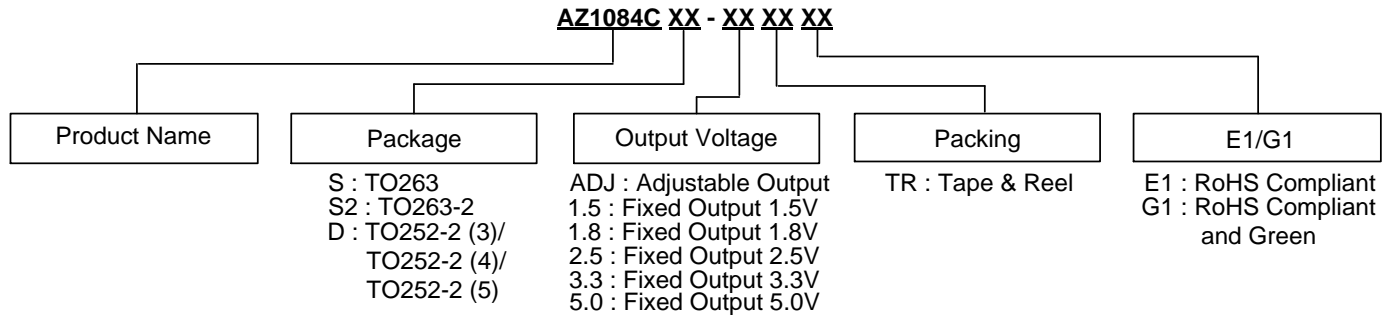 AZ1084C XX - XX XX XX
Product Name
Package
Output Voltage
Packing
E1/G1
S : TO263
S2 : TO263-2
D : TO252-2 (3)/
TO252-2 (4)/
TO252-2 (5)
ADJ : Adjustable Output
1.5 : Fixed Output 1.5V
1.8 : Fixed Output 1.8V
2.5 : Fixed Output 2.5V
3.3 : Fixed Output 3.3V
5.0 : Fixed Output 5.0V
TR : Tape & Reel
E1 : RoHS Compliant
G1 : RoHS Compliant
and Green